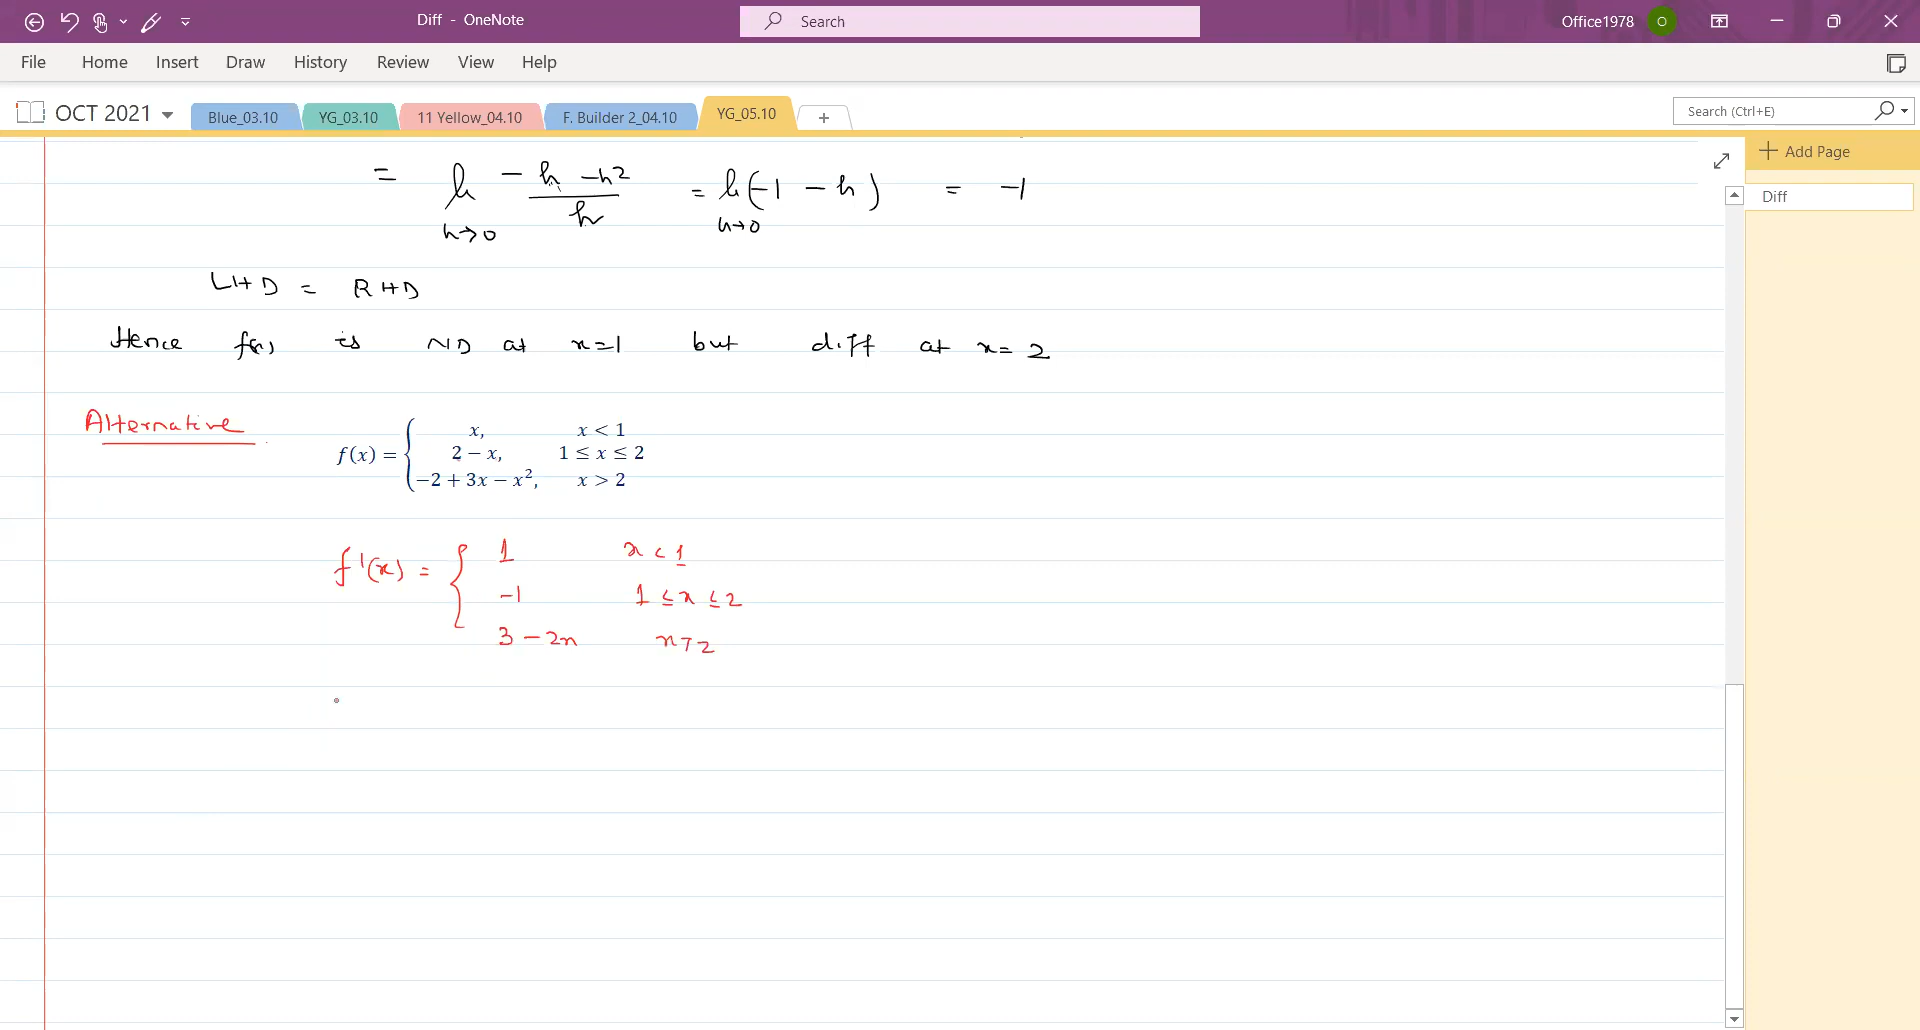 Diff - OneNote
Search
Office1978
O
File Home Insert Draw History Review View Help
OCT 2021
Blue_03.10
YG_03.10
11 Yellow_04.10
F. Builder 2_04.10
YG_05.10
+
Search (Ctrl+E)
Add Page
Diff
= lt h→0 (-h - h²)/h = lt h→0 (-1 - h) = -1
LHD = RHD
Hence f(x) is ND at x=1 but diff at x=2
Alternative
f(x) = { x, x < 1
2 − x, 1 ≤ x ≤ 2
−2 + 3x − x², x > 2
f'(x) = { 1 x < 1
-1 1 ≤ x ≤ 2
3 - 2x x > 2